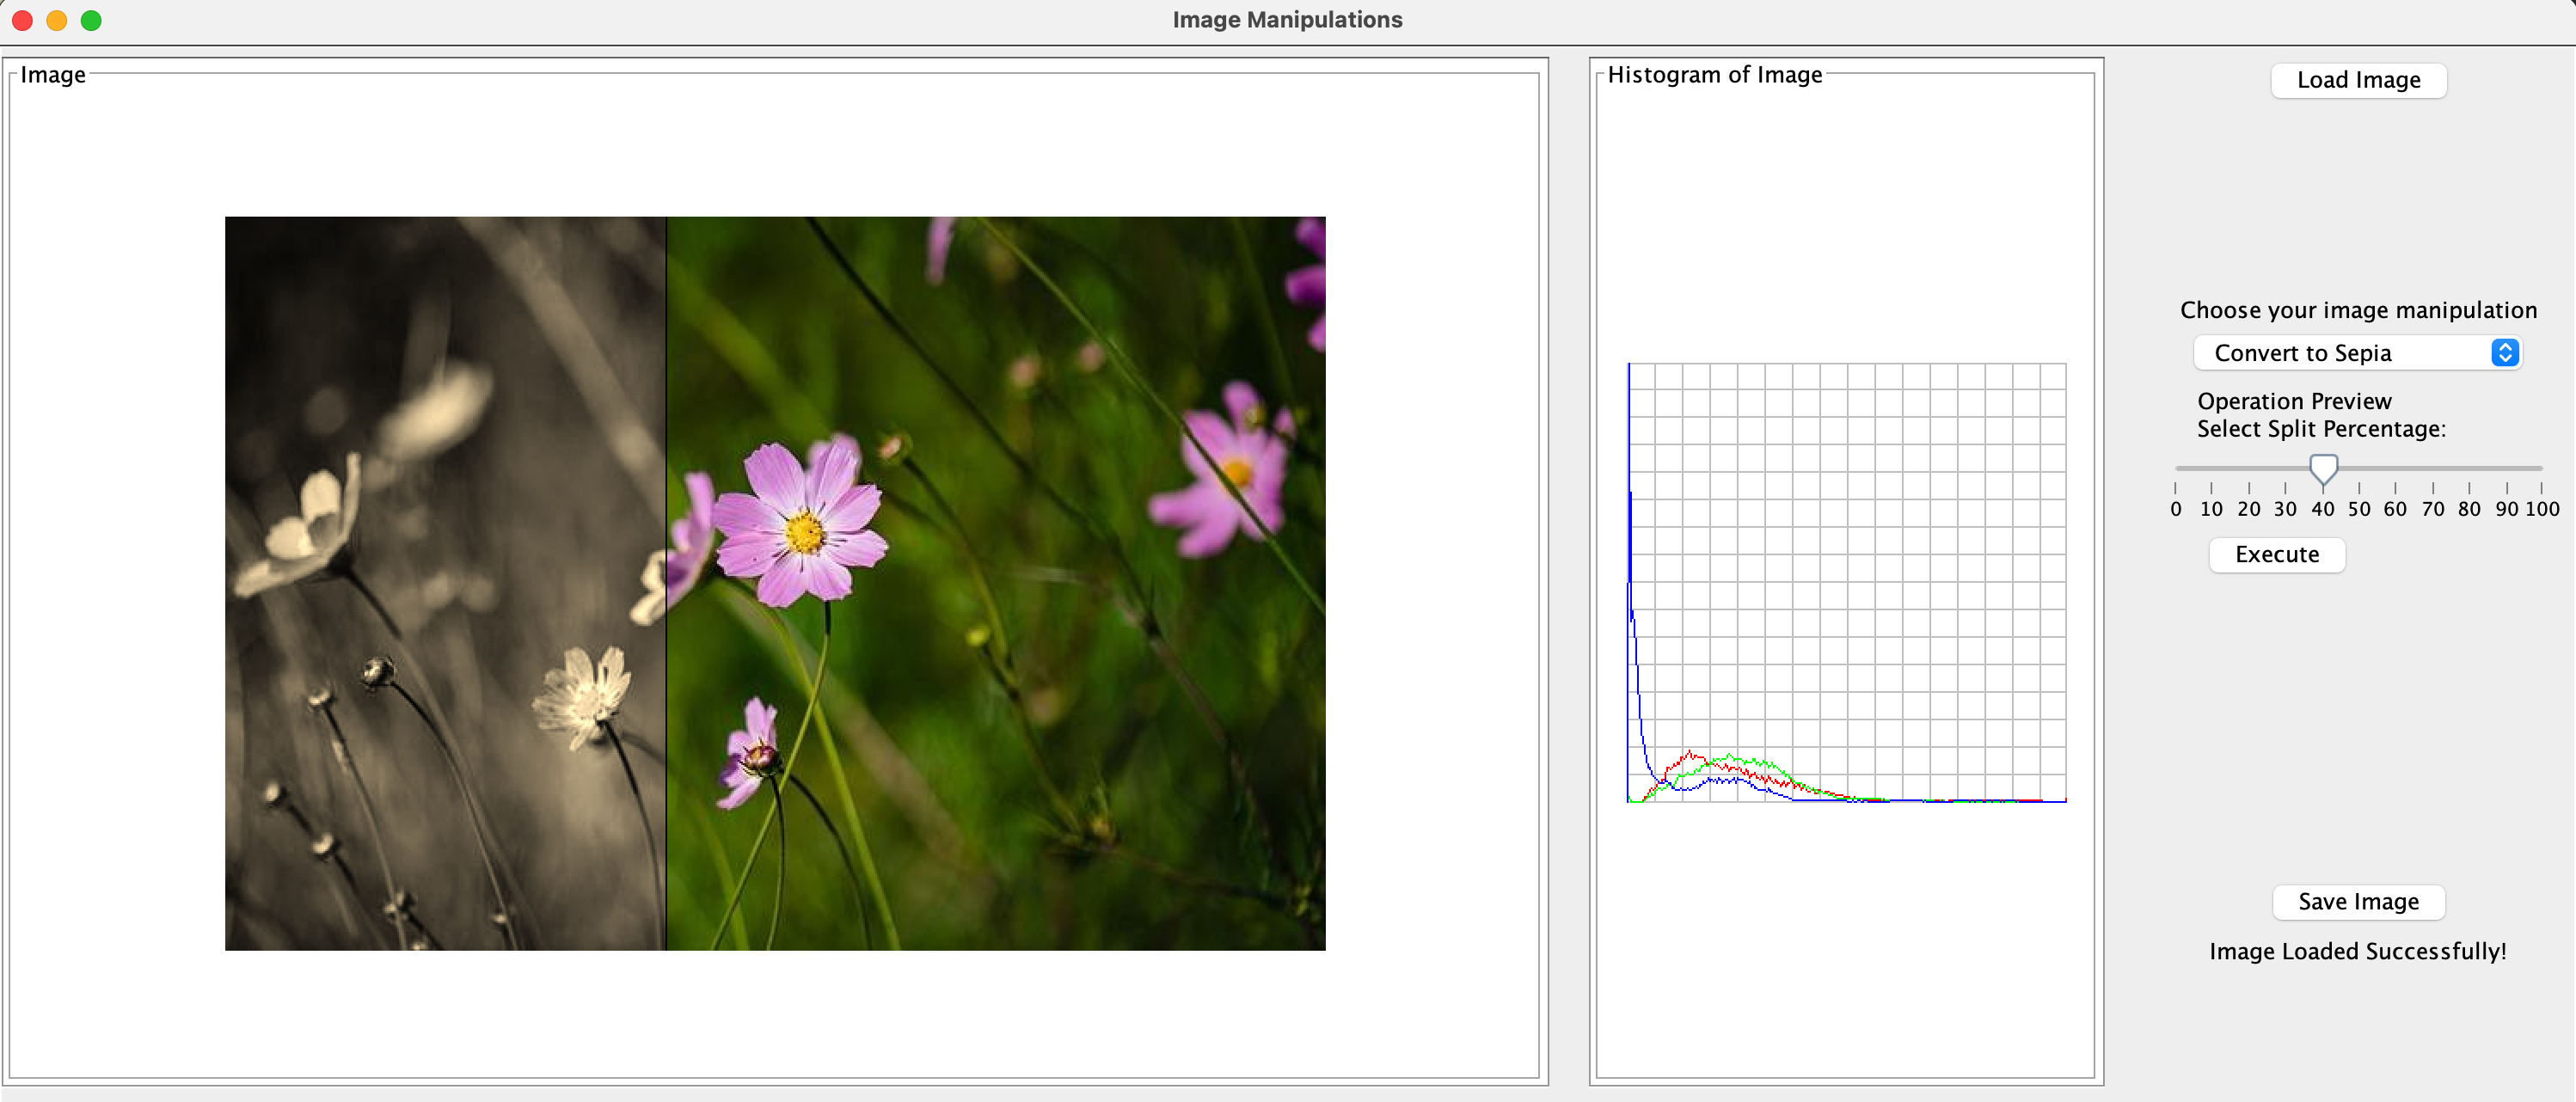 Image Manipulations
Image
Histogram of Image
Load Image
Choose your image manipulation
Convert to Sepia
Operation Preview
Select Split Percentage:
0 10 20 30 40 50 60 70 80 90 100
Execute
Save Image
Image Loaded Successfully!